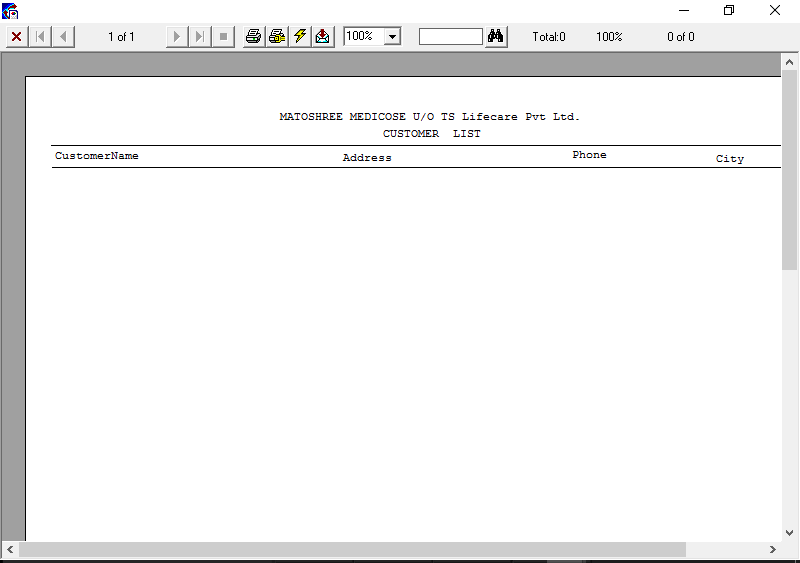 1 of 1 100% Total:0 100% 0 of 0
MATOSHREE MEDICOSE U/O TS Lifecare Pvt Ltd.
CUSTOMER LIST
CustomerName Address Phone City